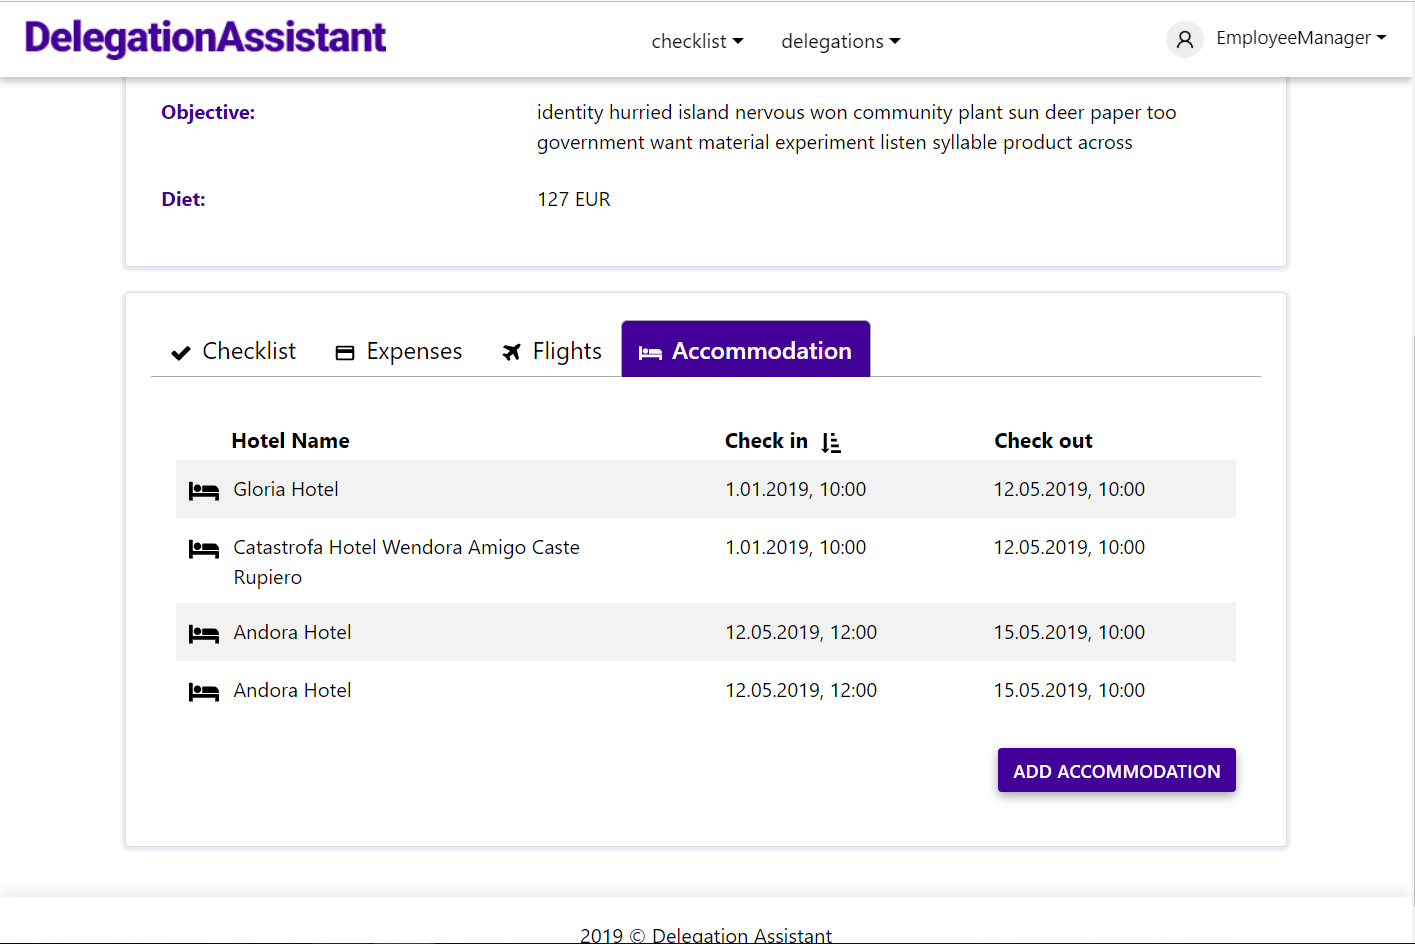 DelegationAssistant
checklist
delegations
EmployeeManager
Objective:
identity hurried island nervous won community plant sun deer paper too
government want material experiment listen syllable product across
Diet:
127 EUR
Checklist
Expenses
Flights
Accommodation
Hotel Name
Check in
Check out
Gloria Hotel
1.01.2019, 10:00
12.05.2019, 10:00
Catastrofa Hotel Wendora Amigo Caste
Rupiero
1.01.2019, 10:00
12.05.2019, 10:00
Andora Hotel
12.05.2019, 12:00
15.05.2019, 10:00
Andora Hotel
12.05.2019, 12:00
15.05.2019, 10:00
ADD ACCOMMODATION
2019 © Delegation Assistant